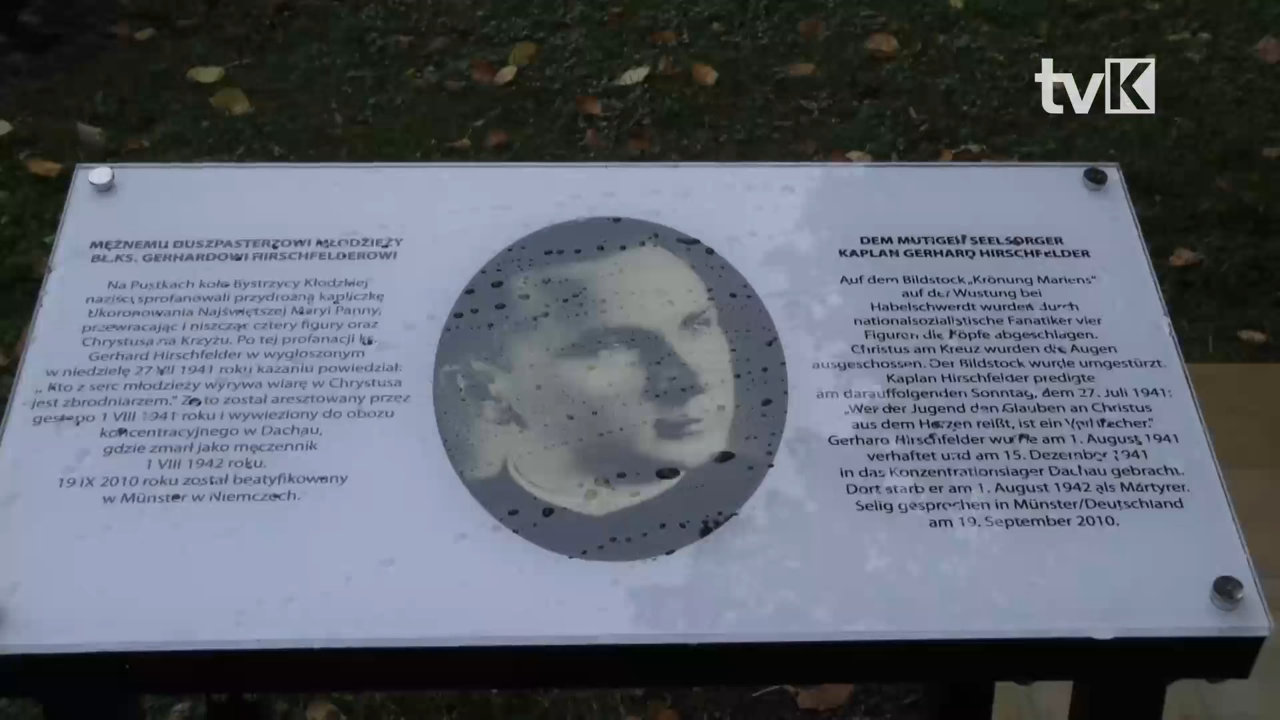 tvK
MĘŻNEMU DUSZPASTERZOWI MŁODZIEŻY
BŁ.KS. GERHARDOWI HIRSCHFELDEROWI
Na Pustkach koło Bystrzycy Kłodzkiej
naziści sprofanowali przydrożną kapliczkę
Ukoronowania Najświętszej Maryi Panny,
przewracając i niszcząc cztery figury oraz
Chrystusa na Krzyżu. Po tej profanacji ks.
Gerhard Hirschfelder w wygłoszonym
w niedzielę 27 VII 1941 roku kazaniu powiedział:
„Kto z serc młodzieży wyrywa wiarę w Chrystusa
jest zbrodniarzem.” Za to został aresztowany przez
gestapo 1 VIII 1941 roku i wywieziony do obozu
koncentracyjnego w Dachau,
gdzie zmarł jako męczennik
1 VIII 1942 roku.
19 IX 2010 roku został beatyfikowany
w Münster w Niemczech.
DEM MUTIGEN SEELSORGER
KAPLAN GERHARD HIRSCHFELDER
Auf dem Bildstock „Krönung Mariens”
auf der Wustung bei
Habelschwerdt wurden durch
nationalsozialistische Fanatiker vier
Figuren die Köpfe abgeschlagen.
Christus am Kreuz wurden die Augen
ausgeschossen. Der Bildstock wurde umgestürzt.
Kaplan Hirschfelder predigte
am darauffolgenden Sonntag, dem 27. Juli 1941:
„Wer der Jugend den Glauben an Christus
aus dem Herzen reißt, ist ein Verbrecher.”
Gerhard Hirschfelder wurde am 1. August 1941
verhaftet und am 15. Dezember 1941
in das Konzentrationslager Dachau gebracht.
Dort starb er am 1. August 1942 als Märtyrer.
Selig gesprochen in Münster/Deutschland
am 19. September 2010.